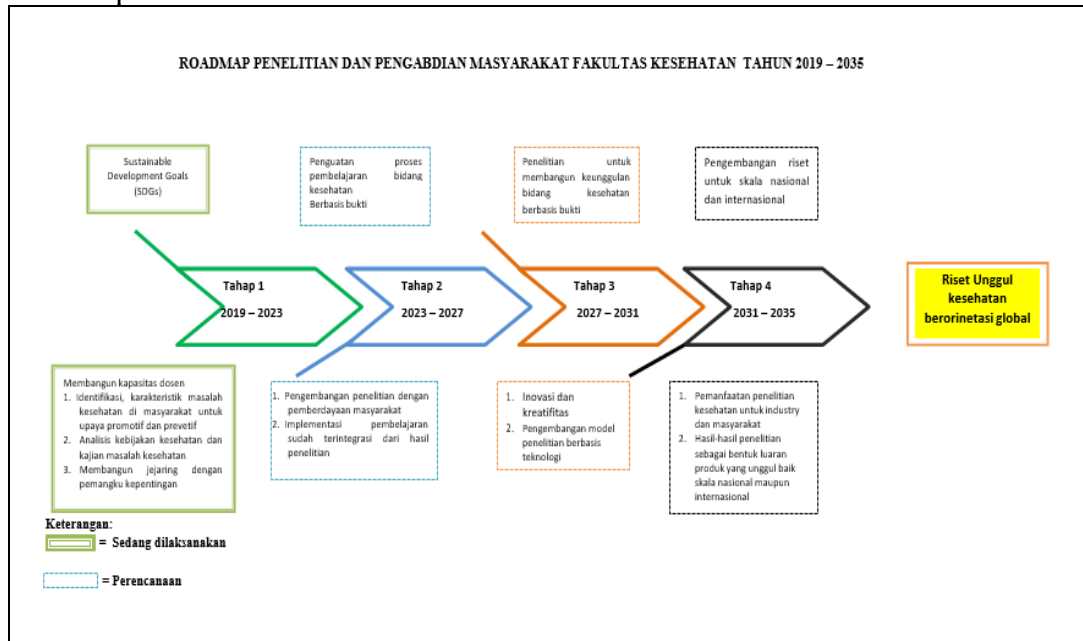 ROADMAP PENELITIAN DAN PENGABDIAN MASYARAKAT FAKULTAS KESEHATAN TAHUN 2019 – 2035
Sustainable
Development Goals
(SDGs)
Penguatan proses
pembelajaran bidang
kesehatan
Berbasis bukti
Penelitian untuk
membangun keunggulan
bidang kesehatan
berbasis bukti
Pengembangan riset
untuk skala nasional
dan internasional
Tahap 1
2019 – 2023
Tahap 2
2023 – 2027
Tahap 3
2027 – 2031
Tahap 4
2031 – 2035
Riset Unggul
kesehatan
berorinetasi global
Membangun kapasitas dosen
1. Identifikasi, karakteristik masalah
kesehatan di masyarakat untuk
upaya promotif dan prevetif
2. Analisis kebijakan kesehatan dan
kajian masalah kesehatan
3. Membangun jejaring dengan
pemangku kepentingan
1. Pengembangan penelitian dengan
pemberdayaan masyarakat
2. Implementasi pembelajaran
sudah terintegrasi dari hasil
penelitian
1. Inovasi dan
kreatifitas
2. Pengembangan model
penelitian berbasis
teknologi
1. Pemanfaatan penelitian
kesehatan untuk industry
dan masyarakat
2. Hasil-hasil penelitian
sebagai bentuk luaran
produk yang unggul baik
skala nasional maupun
internasional
Keterangan:
= Sedang dilaksanakan
= Perencanaan